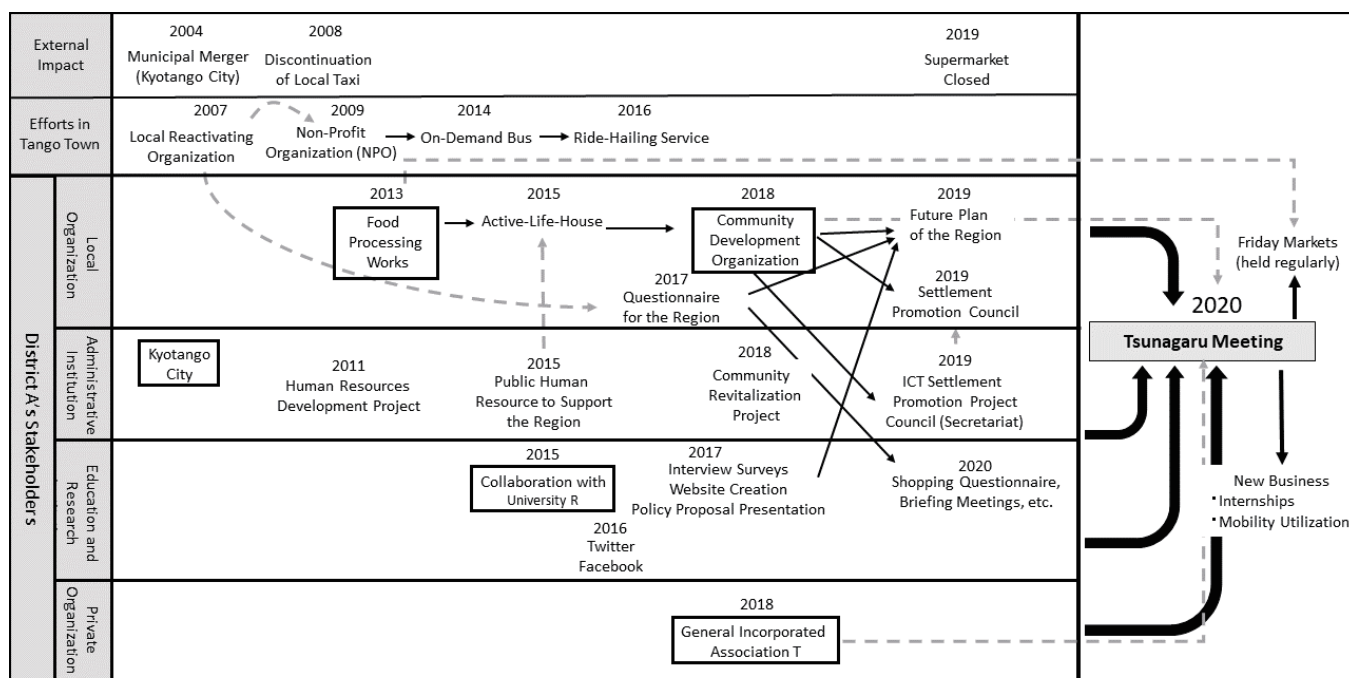 External
Impact
2004
Municipal Merger
(Kyotango City)
2008
Discontinuation
of Local Taxi
2019
Supermarket
Closed
Efforts in
Tango Town
2007
Local Reactivating
Organization
2009
Non-Profit
Organization (NPO)
2014
On-Demand Bus
2016
Ride-Hailing Service
District A's Stakeholders
Local
Organization
2013
Food
Processing
Works
2015
Active-Life-House
2018
Community
Development
Organization
2019
Future Plan
of the Region
2017
Questionnaire
for the Region
2019
Settlement
Promotion Council
Administrative
Institution
Kyotango
City
2011
Human Resources
Development Project
2015
Public Human
Resource to Support
the Region
2018
Community
Revitalization
Project
2019
ICT Settlement
Promotion Project
Council (Secretariat)
Education and
Research
2015
Collaboration with
University R
2016
Twitter
Facebook
2017
Interview Surveys
Website Creation
Policy Proposal Presentation
2020
Shopping Questionnaire,
Briefing Meetings, etc.
Private
Organization
2018
General Incorporated
Association T
Friday Markets
(held regularly)
2020
Tsunagaru Meeting
New Business
・Internships
・Mobility Utilization